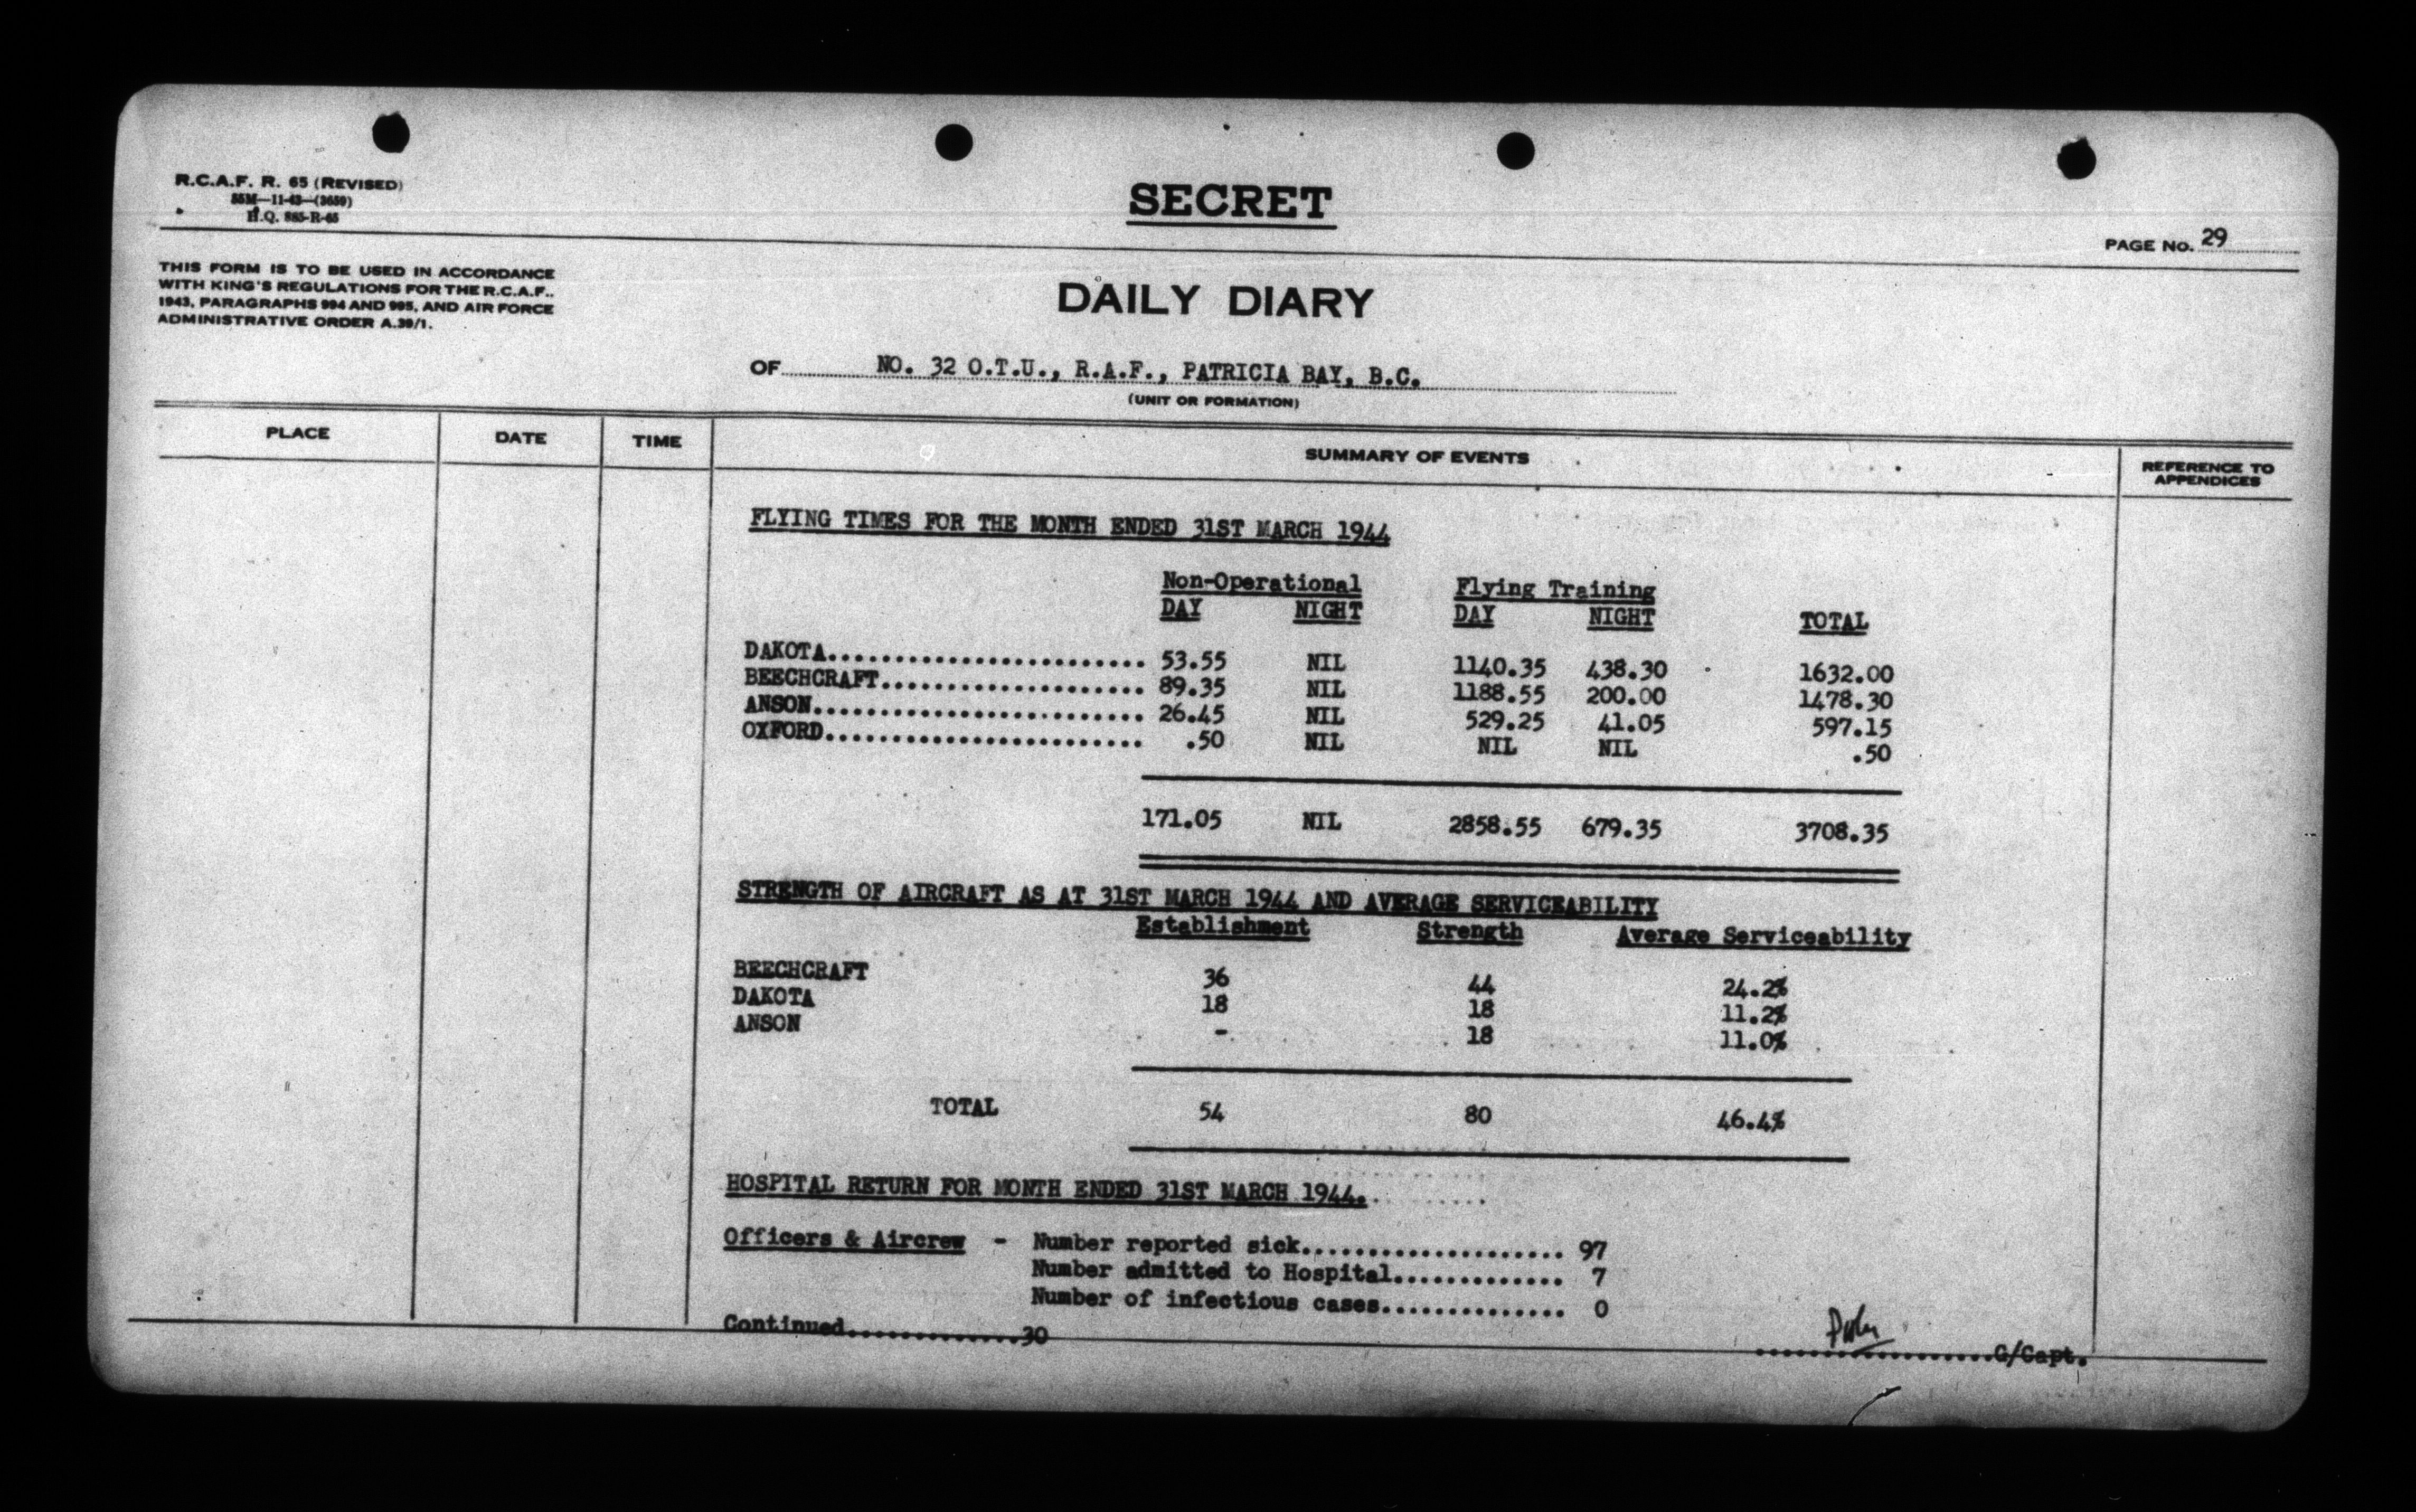 R.C.A.F. R. 65 (REVISED)
55M—11-43—(3659)
H.Q. 885-R-65
SECRET
PAGE No. 29
THIS FORM IS TO BE USED IN ACCORDANCE
WITH KING'S REGULATIONS FOR THE R.C.A.F..
1943, PARAGRAPHS 994 AND 995, AND AIR FORCE
ADMINISTRATIVE ORDER A.39/1.
DAILY DIARY
OF NO. 32 O.T.U., R.A.F., PATRICIA BAY, B.C.
(UNIT OR FORMATION)
PLACE DATE TIME SUMMARY OF EVENTS REFERENCE TO
APPENDICES
FLYING TIMES FOR THE MONTH ENDED 31ST MARCH 1944
Non-Operational Flying Training
DAY NIGHT DAY NIGHT TOTAL
DAKOTA........................ 53.55 NIL 1140.35 438.30 1632.00
BEECHCRAFT.................... 89.35 NIL 1188.55 200.00 1478.30
ANSON......................... 26.45 NIL 529.25 41.05 597.15
OXFORD........................ .50 NIL NIL NIL .50
171.05 NIL 2858.55 679.35 3708.35
STRENGTH OF AIRCRAFT AS AT 31ST MARCH 1944 AND AVERAGE SERVICEABILITY
Establishment Strength Average Serviceability
BEECHCRAFT 36 44 24.2%
DAKOTA 18 18 11.2%
ANSON - 18 11.0%
TOTAL 54 80 46.4%
HOSPITAL RETURN FOR MONTH ENDED 31ST MARCH 1944.
Officers & Aircrew - Number reported sick.................... 97
Number admitted to Hospital............. 7
Number of infectious cases.............. 0
Continued.............30
..................G/Capt.